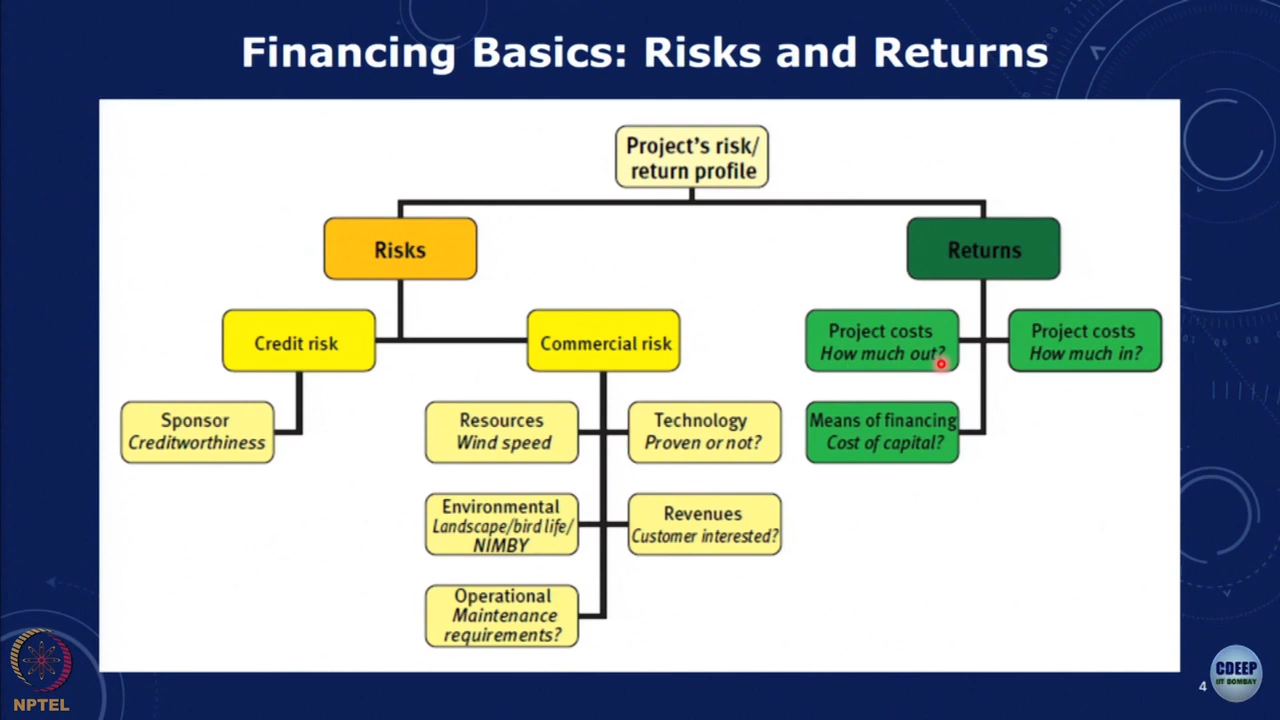 Financing Basics: Risks and Returns
Project's risk/
return profile
Risks
Returns
Credit risk
Commercial risk
Project costs
How much out?
Project costs
How much in?
Sponsor
Creditworthiness
Resources
Wind speed
Technology
Proven or not?
Means of financing
Cost of capital?
Environmental
Landscape/bird life/
NIMBY
Revenues
Customer interested?
Operational
Maintenance
requirements?
NPTEL
4
CDEEP
IIT BOMBAY